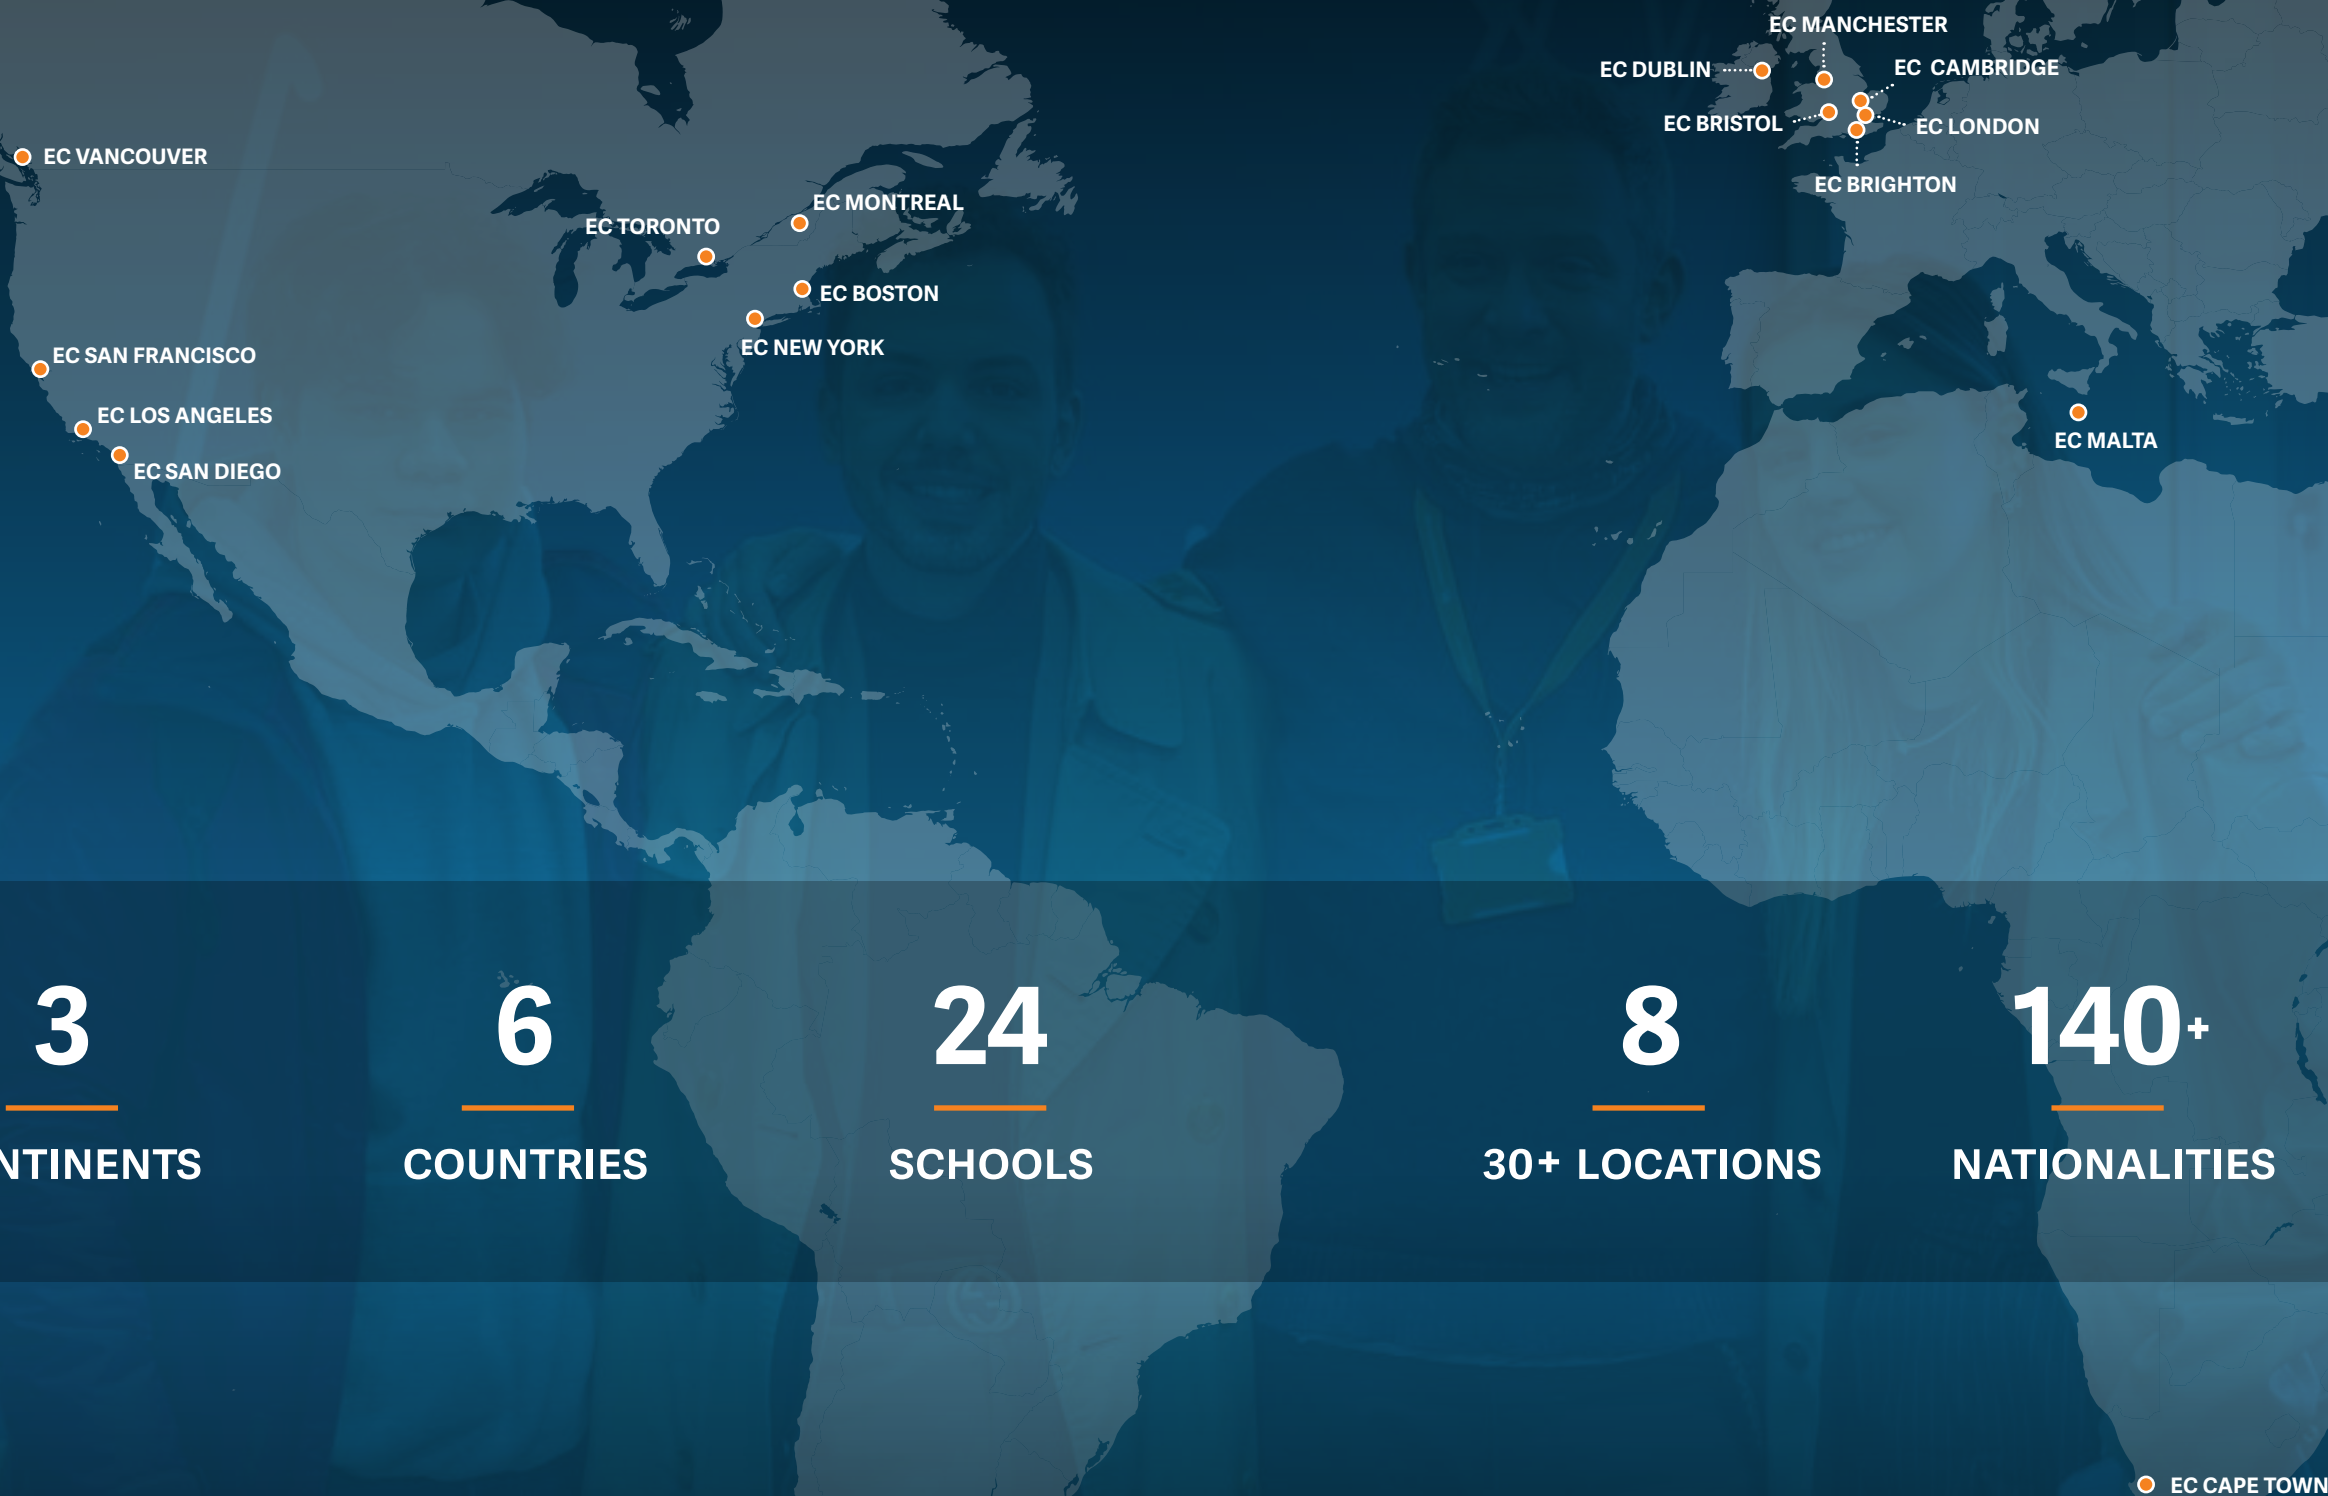 EC MANCHESTER
EC DUBLIN
EC CAMBRIDGE
EC BRISTOL
EC LONDON
EC BRIGHTON
EC VANCOUVER
EC MONTREAL
EC TORONTO
EC BOSTON
EC NEW YORK
EC SAN FRANCISCO
EC LOS ANGELES
EC SAN DIEGO
EC MALTA
3
NTINENTS
6
COUNTRIES
24
SCHOOLS
8
30+ LOCATIONS
140+
NATIONALITIES
EC CAPE TOWN